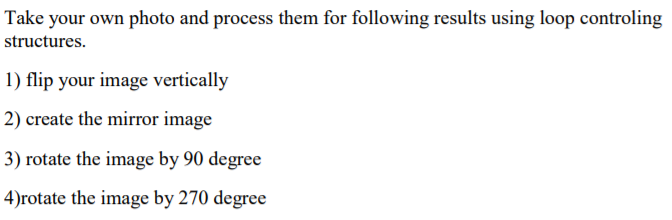 Take your own photo and process them for following results using loop controling
structures.
1) flip your image vertically
2) create the mirror image
3) rotate the image by 90 degree
4)rotate the image by 270 degree